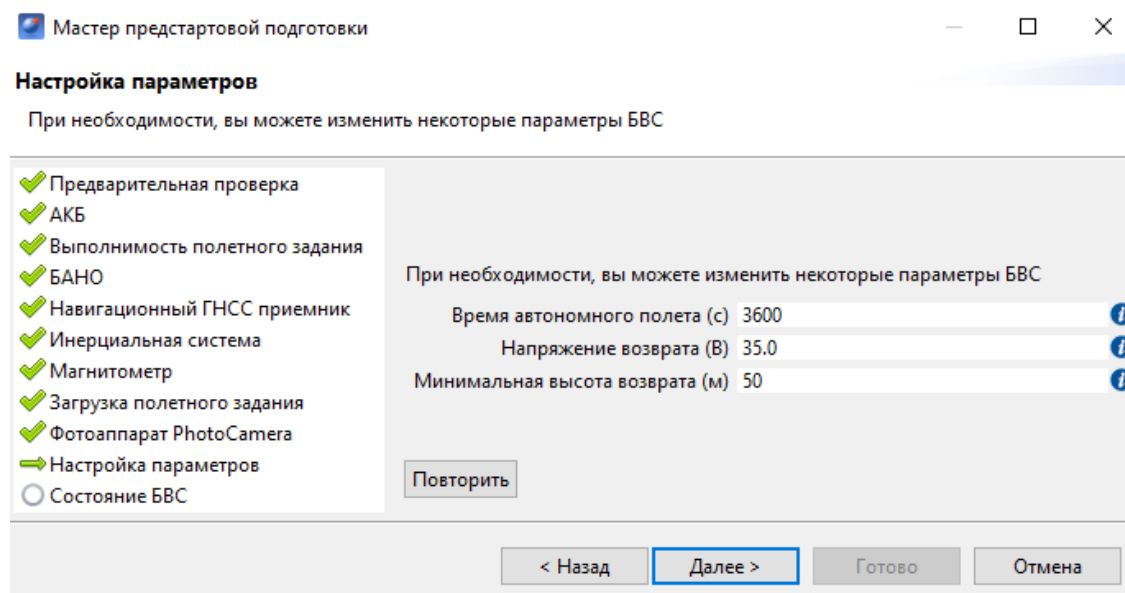 Мастер предстартовой подготовки
Настройка параметров
При необходимости, вы можете изменить некоторые параметры БВС
Предварительная проверка
АКБ
Выполнимость полетного задания
БАНО
Навигационный ГНСС приемник
Инерциальная система
Магнитометр
Загрузка полетного задания
Фотоаппарат PhotoCamera
Настройка параметров
Состояние БВС
При необходимости, вы можете изменить некоторые параметры БВС
Время автономного полета (с) 3600
Напряжение возврата (В) 35.0
Минимальная высота возврата (м) 50
Повторить
< Назад Далее > Готово Отмена